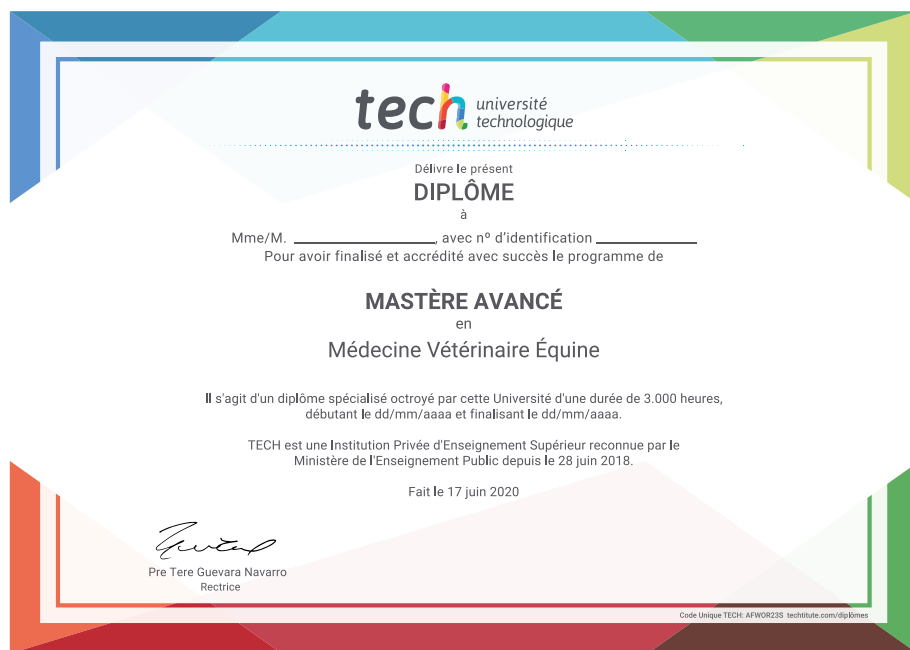 tech université
technologique
Délivre le présent
DIPLÔME
à
Mme/M. ____________, avec nº d'identification ____________
Pour avoir finalisé et accrédité avec succès le programme de
MASTÈRE AVANCÉ
en
Médecine Vétérinaire Équine
Il s'agit d'un diplôme spécialisé octroyé par cette Université d'une durée de 3.000 heures,
débutant le dd/mm/aaaa et finalisant le dd/mm/aaaa.
TECH est une Institution Privée d'Enseignement Supérieur reconnue par le
Ministère de l'Enseignement Public depuis le 28 juin 2018.
Fait le 17 juin 2020
Pre Tere Guevara Navarro
Rectrice
Code Unique TECH: AFWOR23S techtitute.com/diplômes